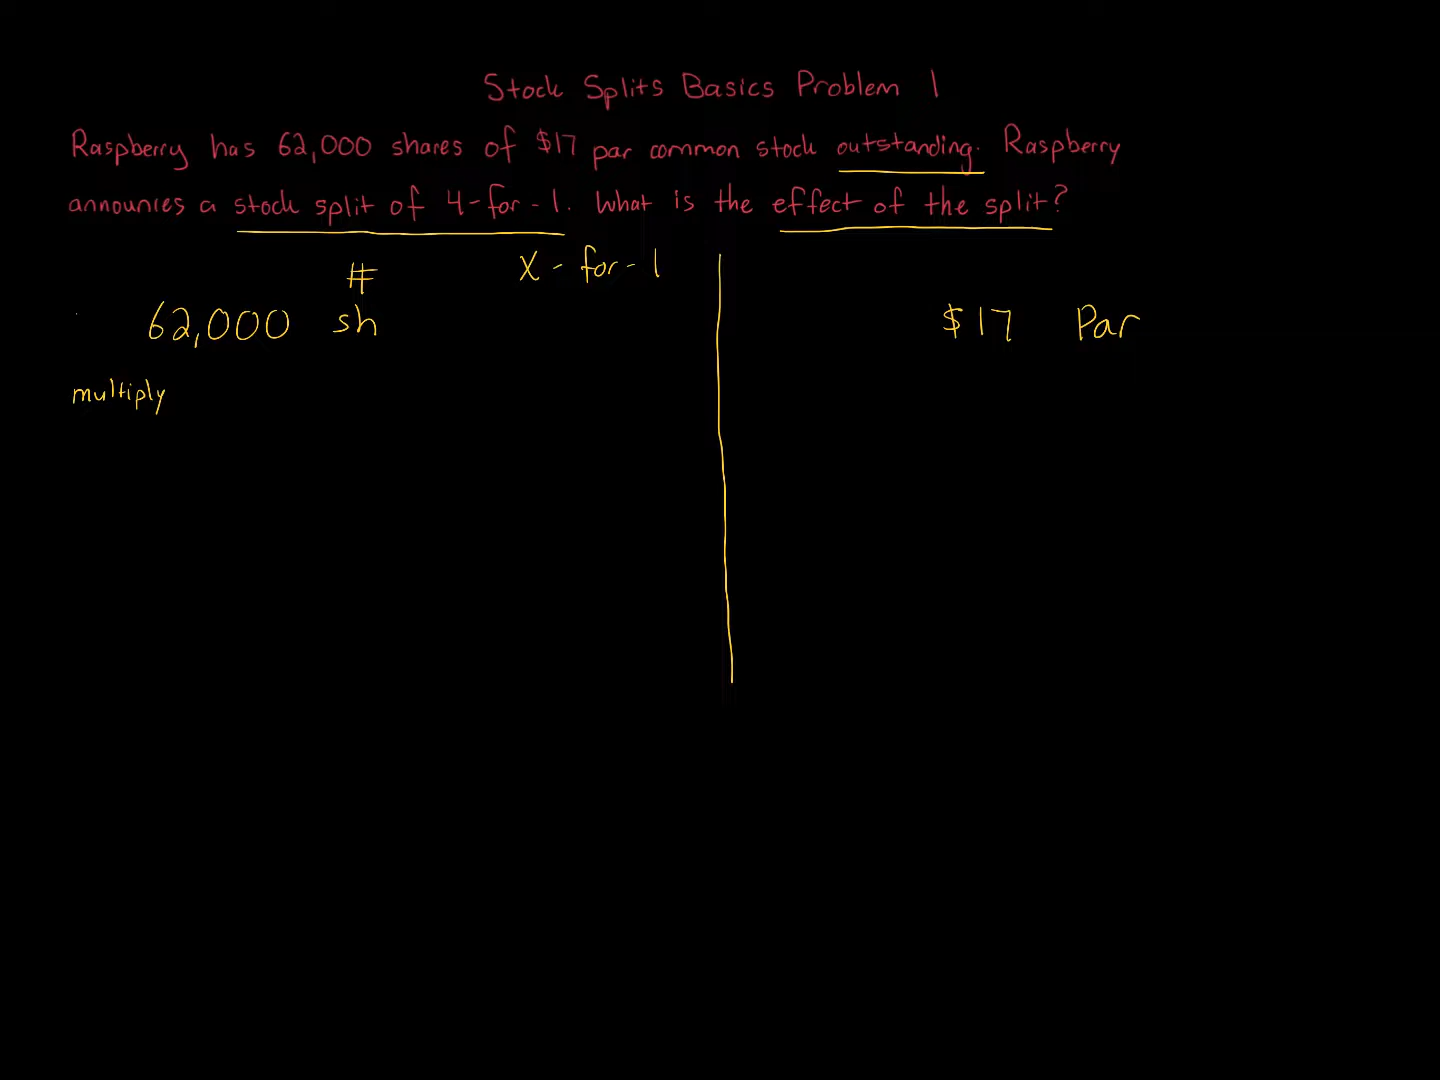 Stock Splits Basics Problem 1
Raspberry has 62,000 shares of $17 par common stock outstanding. Raspberry
announces a stock split of 4-for-1. What is the effect of the split?
# X-for-1
62,000 sh $17 Par
multiply